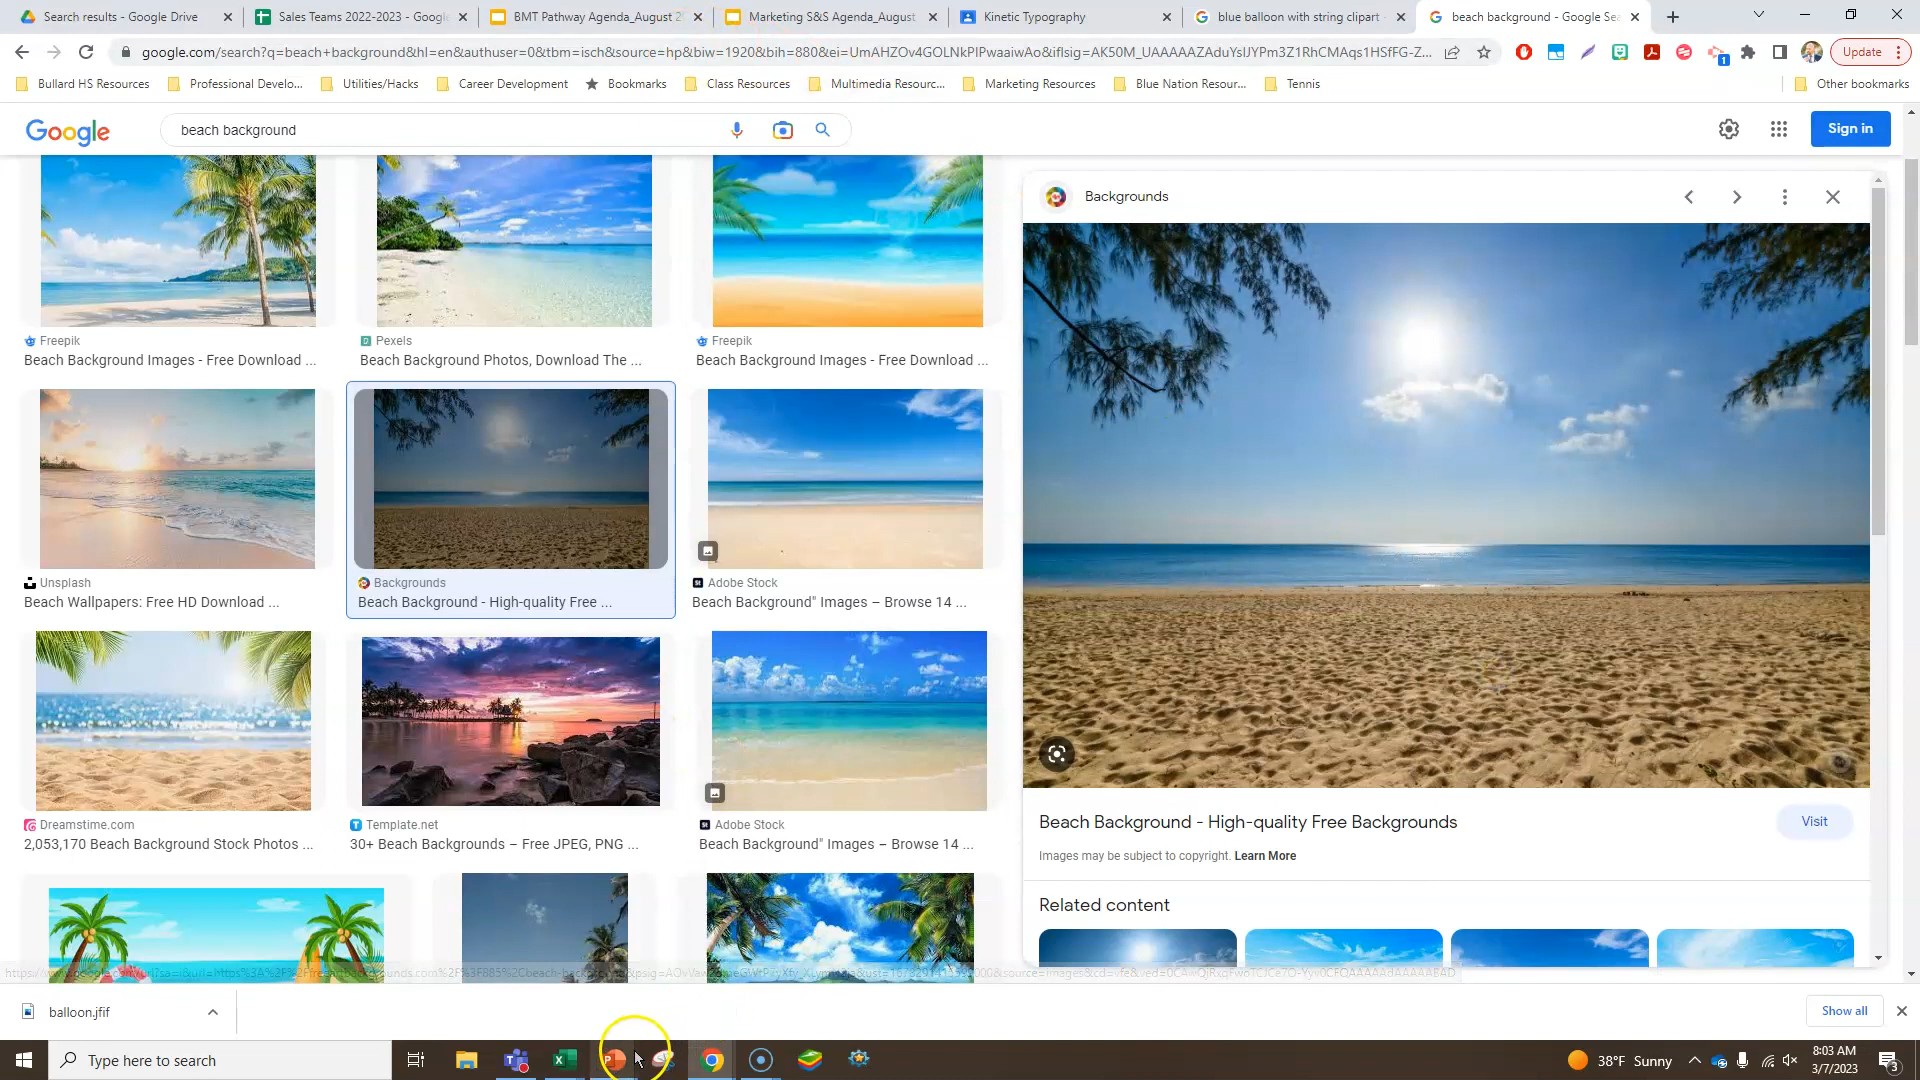 Search results - Google Drive
Sales Teams 2022-2023 - Google
BMT Pathway Agenda_August 2
Marketing S&S Agenda_August
Kinetic Typography
blue balloon with string clipart -
beach background - Google Sea
google.com/search?q=beach+background&hl=en&authuser=0&tbm=isch&source=hp&biw=1920&bih=880&ei=
Update
Bullard HS Resources
Professional Develo...
Utilities/Hacks
Career Development
Bookmarks
Class Resources
Multimedia Resourc...
Marketing Resources
Blue Nation Resour...
Tennis
Other bookmarks
Google
beach background
Sign in
Backgrounds
Freepik
Beach Background Images - Free Download ...
Pexels
Beach Background Photos, Download The ...
Freepik
Beach Background Images - Free Download ...
Unsplash
Beach Wallpapers: Free HD Download ...
Backgrounds
Beach Background - High-quality Free ...
Adobe Stock
Beach Background" Images – Browse 14 ...
Dreamstime.com
2,053,170 Beach Background Stock Photos ...
Template.net
30+ Beach Backgrounds – Free JPEG, PNG ...
Adobe Stock
Beach Background" Images – Browse 14 ...
Beach Background - High-quality Free Backgrounds
Visit
Images may be subject to copyright. Learn More
Related content
balloon.jfif
Show all
Type here to search
38°F Sunny
8:03 AM
3/7/2023
3